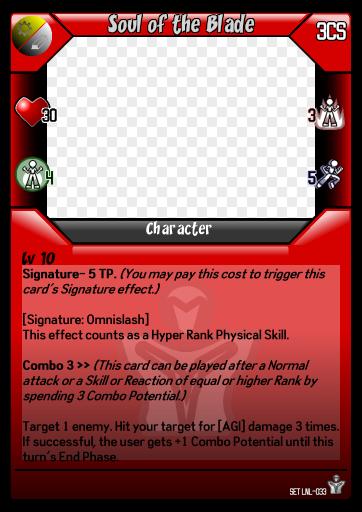 Soul of the Blade
3CS
30
3
4
5
Character
Lv 10
Signature- 5 TP. (You may pay this cost to trigger this
card's Signature effect.)
[Signature: Omnislash]
This effect counts as a Hyper Rank Physical Skill.
Combo 3 >> (This card can be played after a Normal
attack or a Skill or Reaction of equal or higher Rank by
spending 3 Combo Potential.)
Target 1 enemy. Hit your target for [AGI] damage 3 times.
If successful, the user gets +1 Combo Potential until this
turn's End Phase.
SET LNL-033